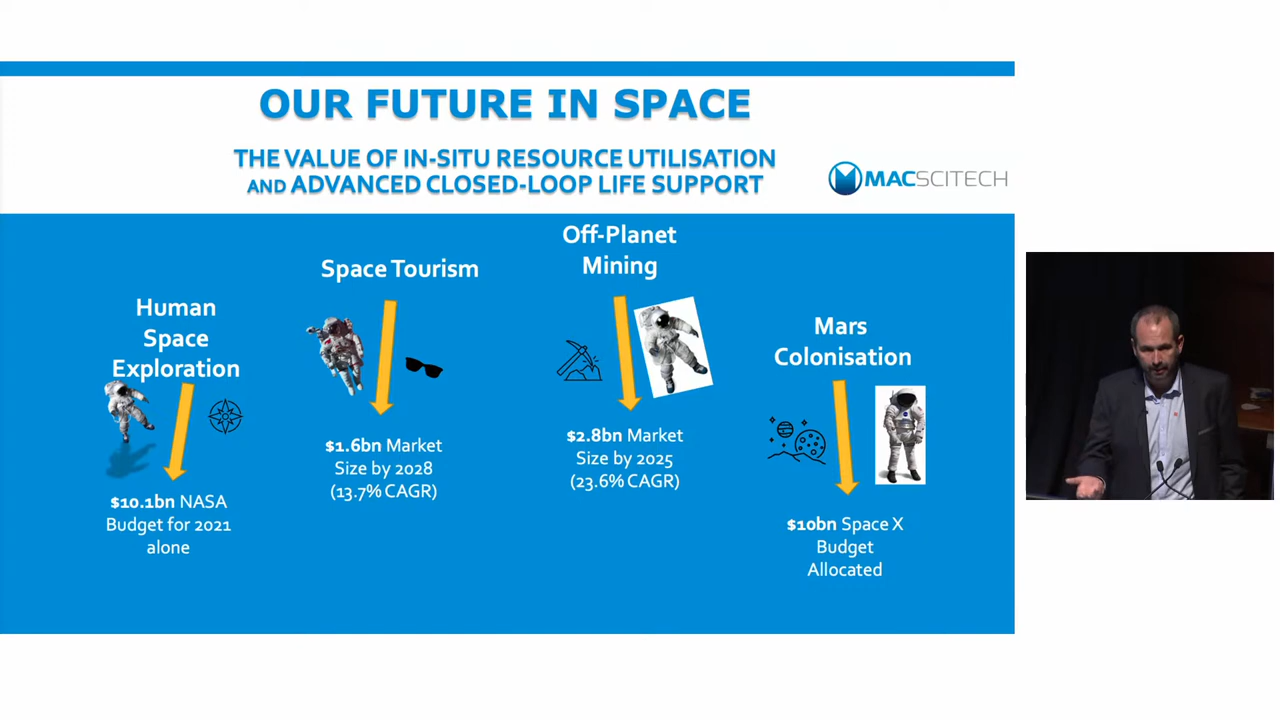 OUR FUTURE IN SPACE
THE VALUE OF IN-SITU RESOURCE UTILISATION
AND ADVANCED CLOSED-LOOP LIFE SUPPORT
MACSCITECH
Human
Space
Exploration
$10.1bn NASA
Budget for 2021
alone
Space Tourism
$1.6bn Market
Size by 2028
(13.7% CAGR)
Off-Planet
Mining
$2.8bn Market
Size by 2025
(23.6% CAGR)
Mars
Colonisation
$10bn Space X
Budget
Allocated